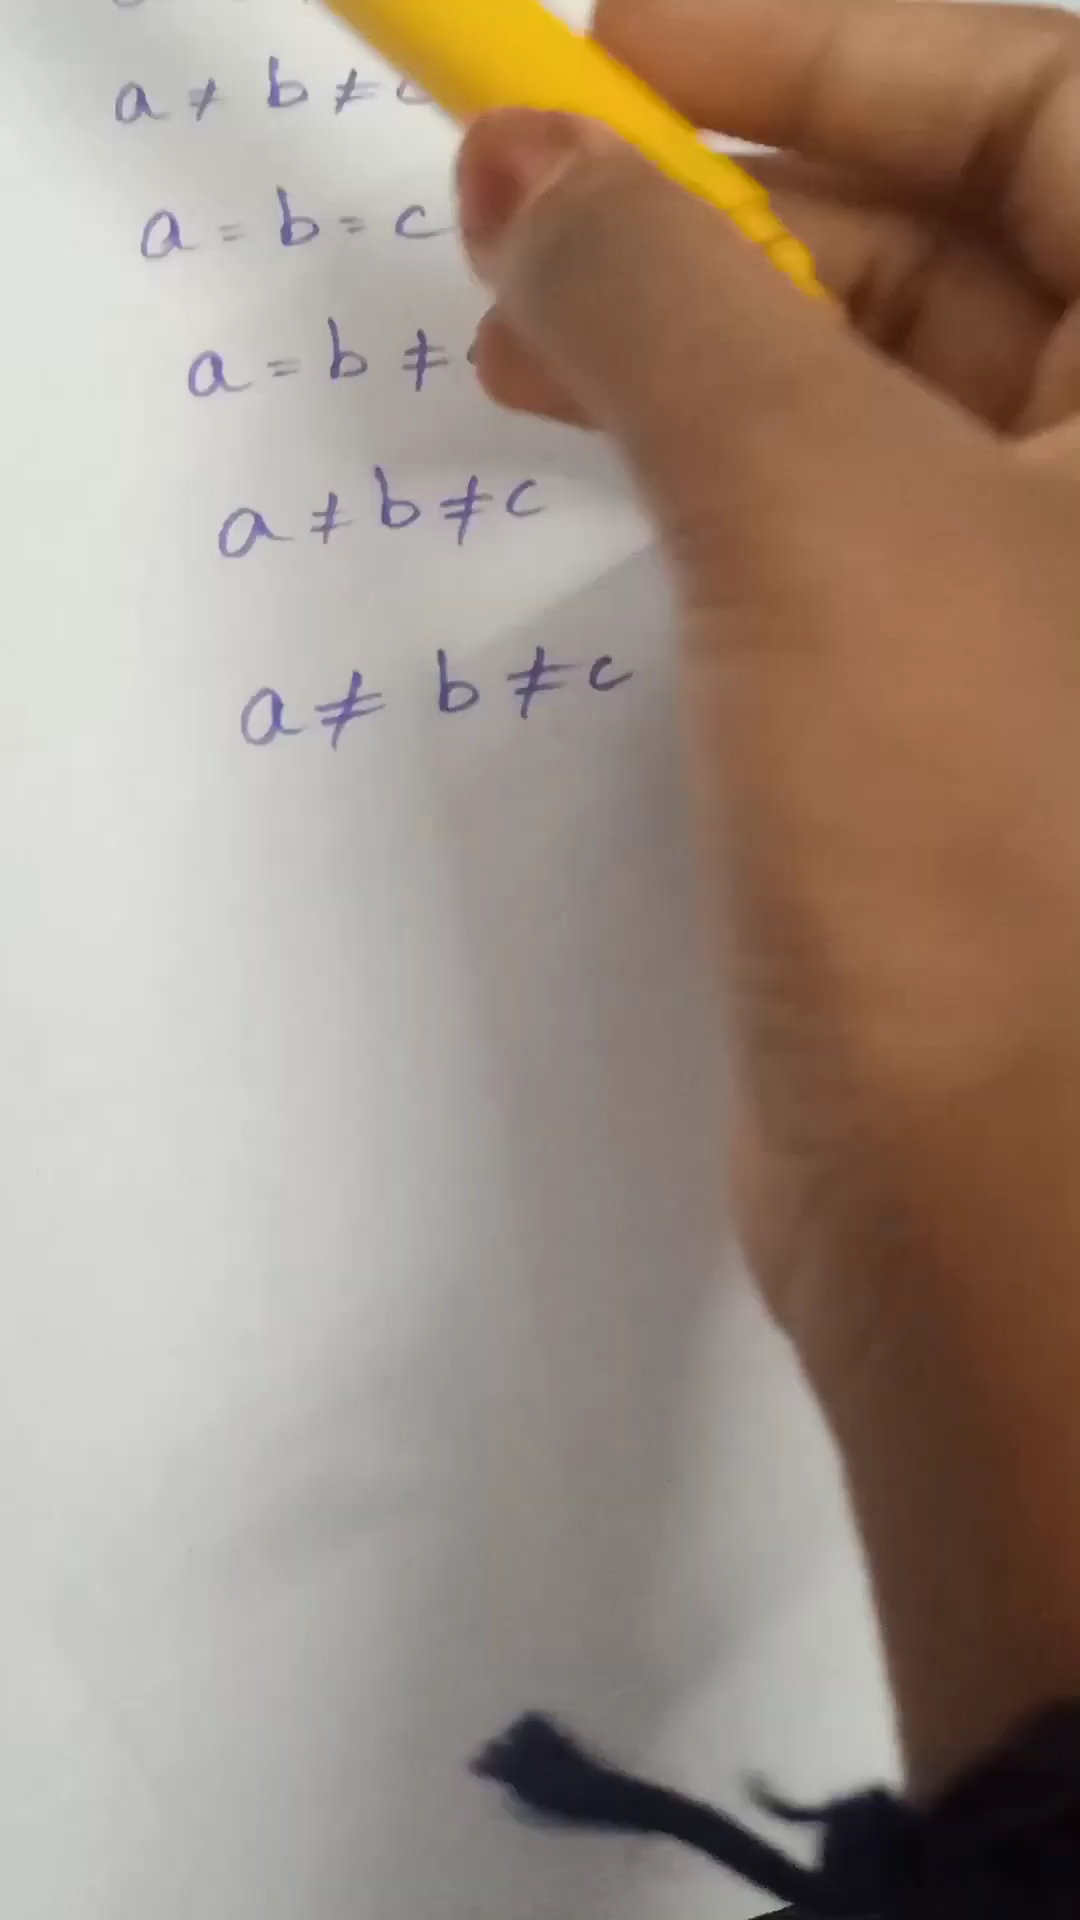 a ≠ b ≠
a = b = c
a = b ≠
a ≠ b ≠ c
a ≠ b ≠ c